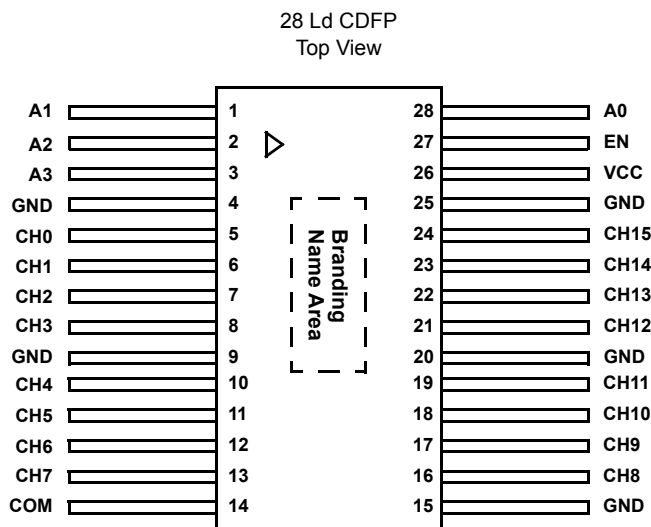 28 Ld CDFP
Top View
A1 1 28 A0
A2 2 27 EN
A3 3 26 VCC
GND 4 25 GND
CH0 5 24 CH15
CH1 6 23 CH14
CH2 7 22 CH13
CH3 8 21 CH12
GND 9 20 GND
CH4 10 19 CH11
CH5 11 18 CH10
CH6 12 17 CH9
CH7 13 16 CH8
COM 14 15 GND
Branding
Name Area